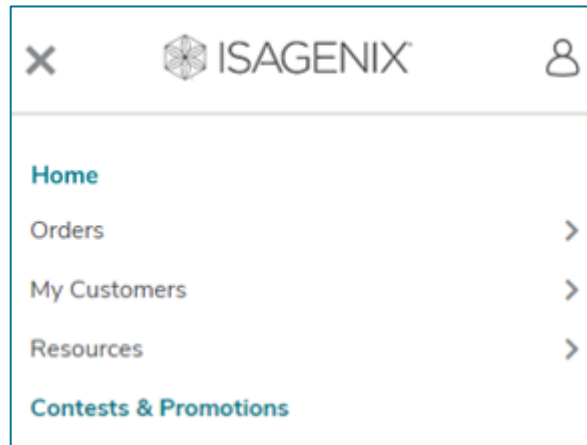 ISAGENIX
Home
Orders
My Customers
Resources
Contests & Promotions